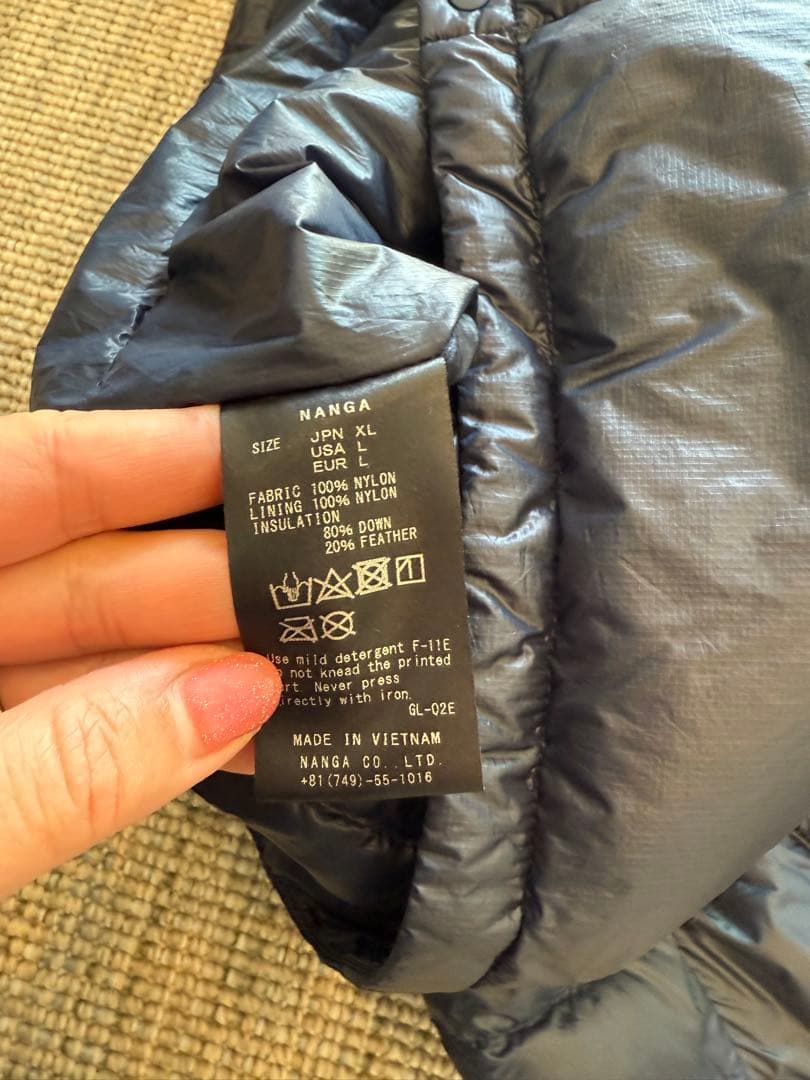 NANGA
SIZE JPN XL
USA L
EUR L
FABRIC 100% NYLON
LINING 100% NYLON
INSULATION
80% DOWN
20% FEATHER
Use mild detergent F-11E
not knead the printed
Never press
with iron.
GL-02E
MADE IN VIETNAM
NANGA CO.,LTD.
+81(749)-55-1016